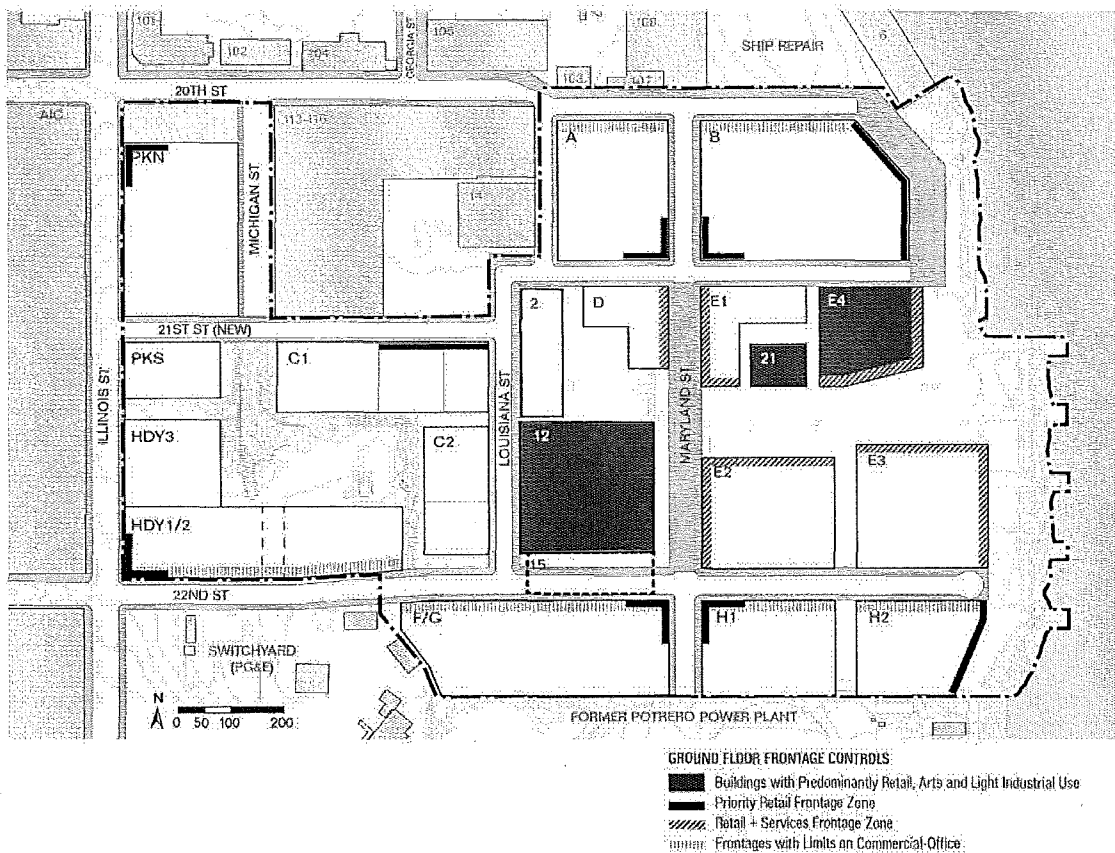 101
102
104
GEORGIA ST
105
108
6
SHIP REPAIR
103
107
20TH ST
AIC
113-116
PKN
MICHIGAN ST
14
A
B
21ST ST (NEW)
2
D
E1
E4
21
PKS
C1
ILLINOIS ST
LOUISIANA ST
MARYLAND ST
HDY3
C2
12
E2
E3
HDY1/2
15
22ND ST
F/G
H1
H2
SWITCHYARD
(PG&E)
N
0 50 100 200
FORMER POTRERO POWER PLANT
GROUND FLOOR FRONTAGE CONTROLS
Buildings with Predominantly Retail, Arts and Light Industrial Use
Priority Retail Frontage Zone
Retail + Services Frontage Zone
Frontages with Limits on Commercial-Office